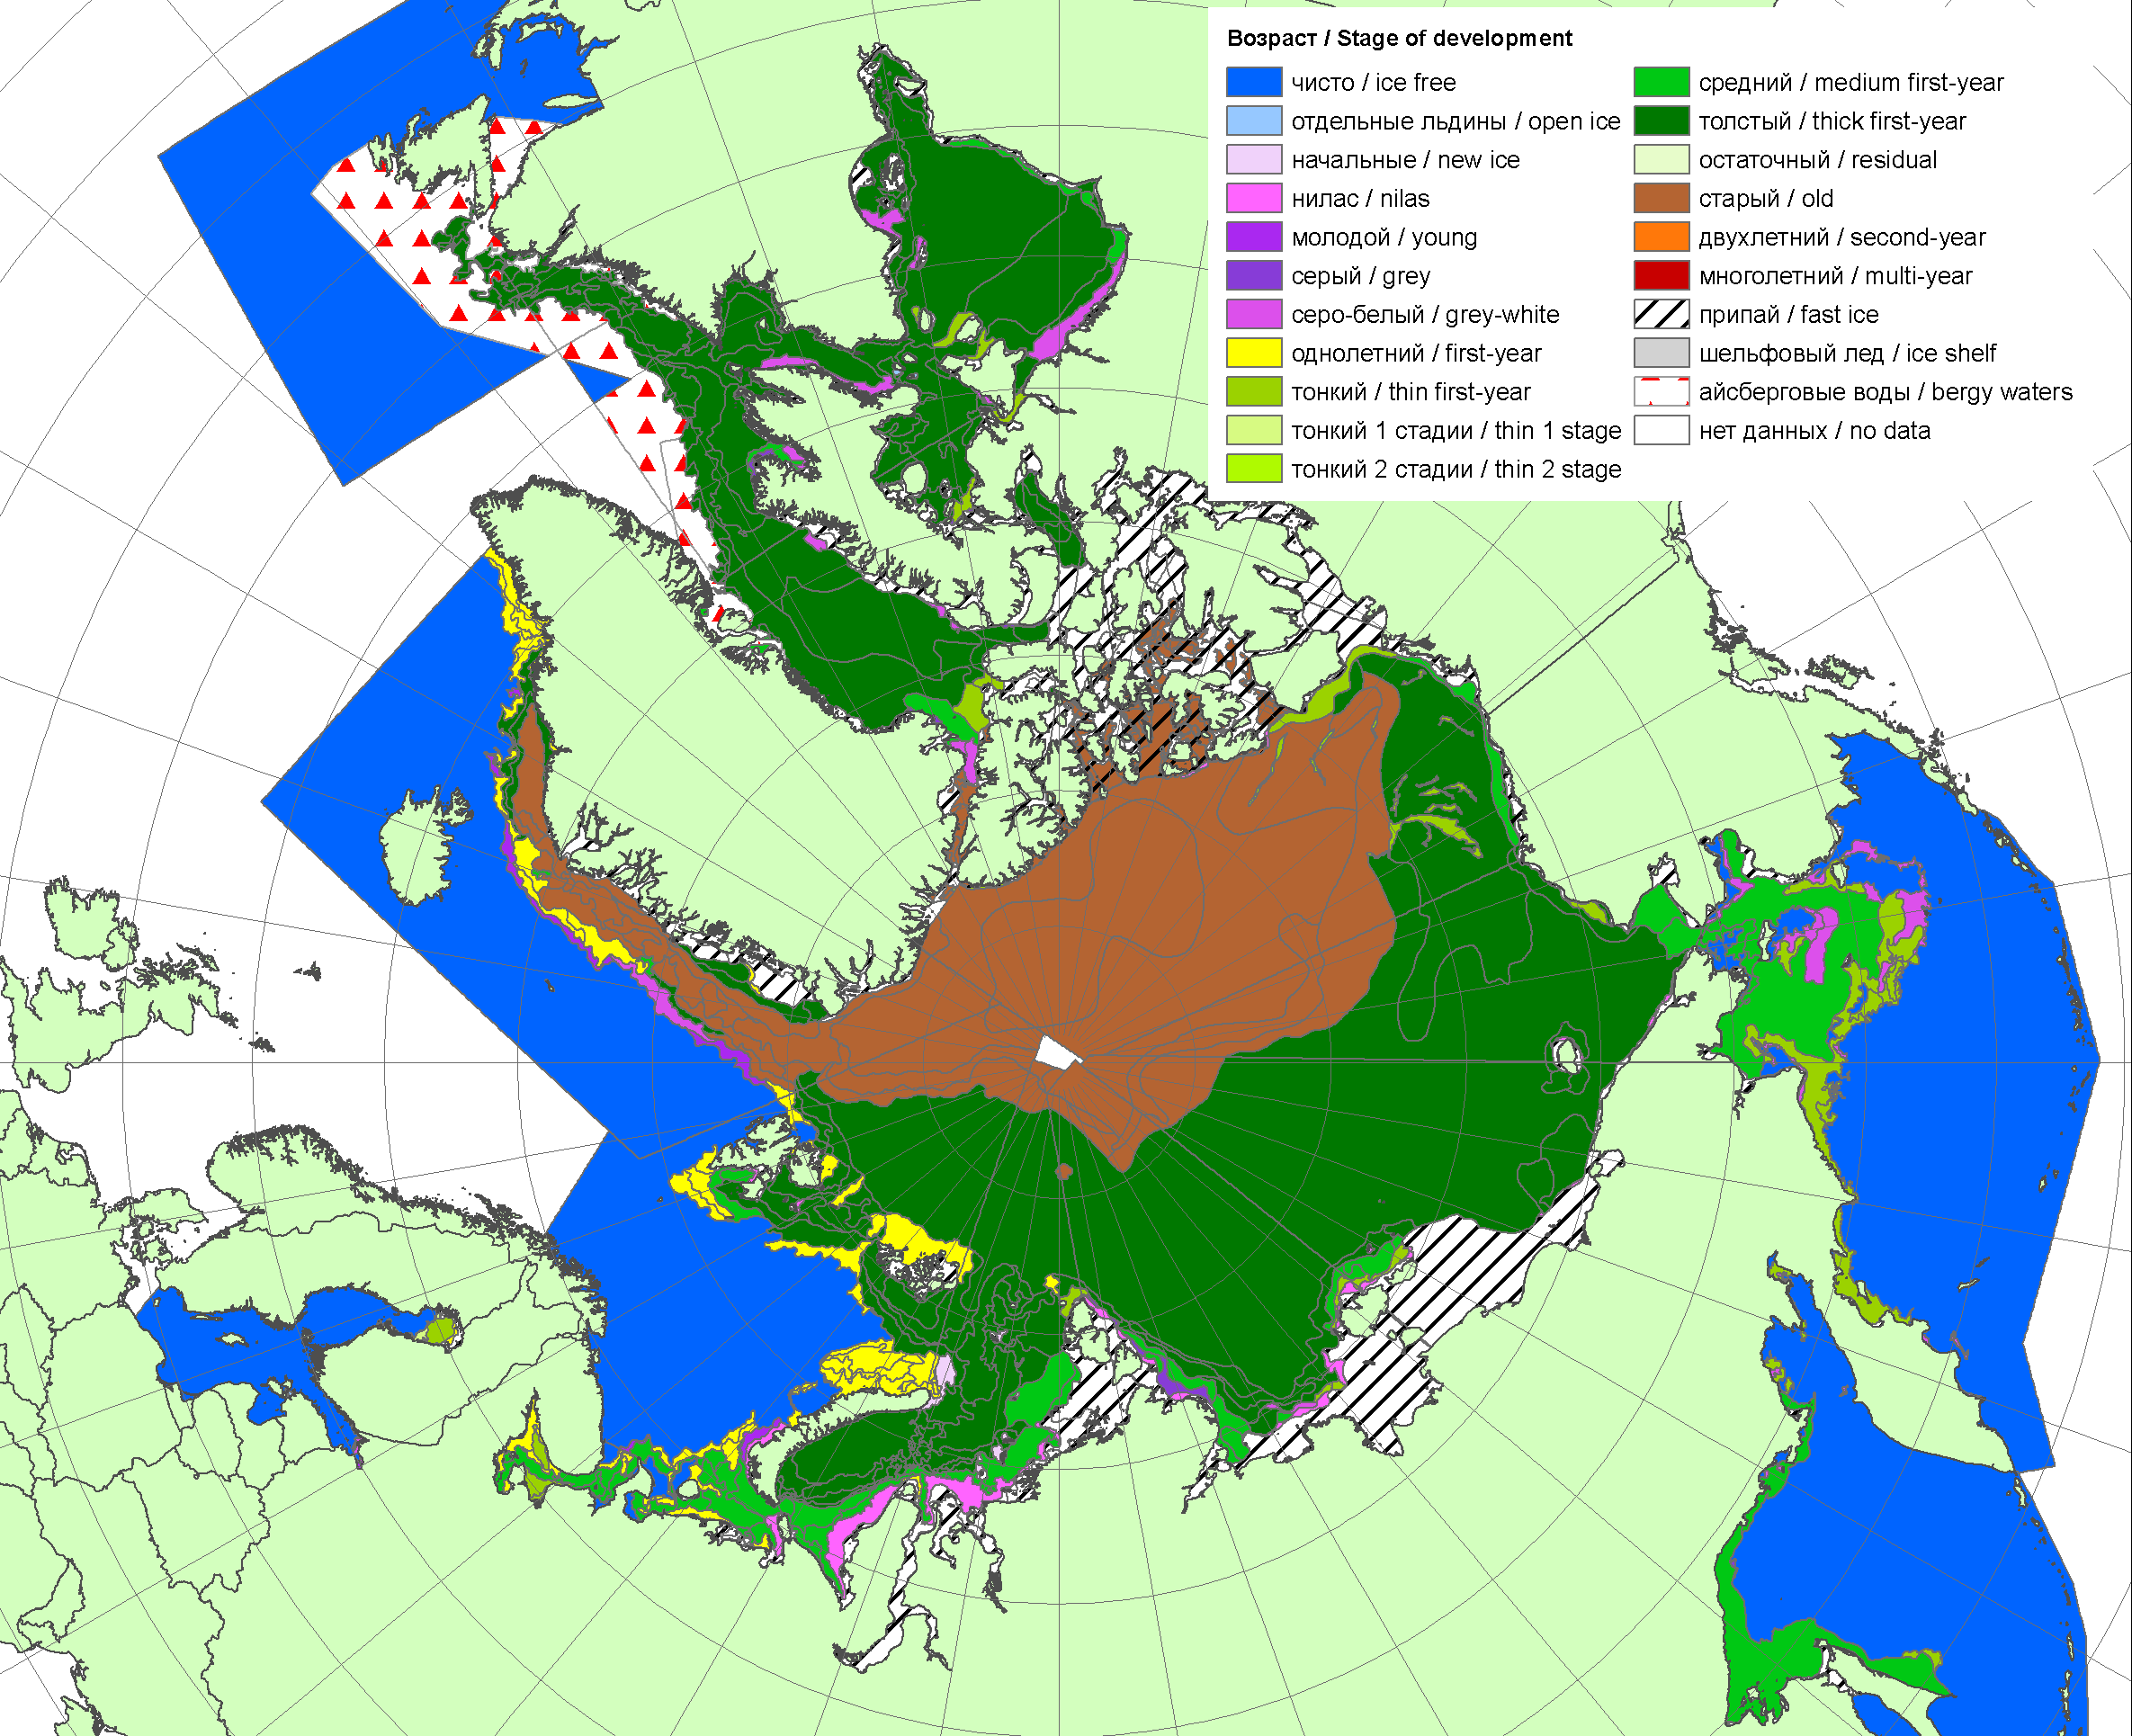 Возраст / Stage of development
чисто / ice free
отдельные льдины / open ice
начальные / new ice
нилас / nilas
молодой / young
серый / grey
серо-белый / grey-white
однолетний / first-year
тонкий / thin first-year
тонкий 1 стадии / thin 1 stage
тонкий 2 стадии / thin 2 stage
средний / medium first-year
толстый / thick first-year
остаточный / residual
старый / old
двухлетний / second-year
многолетний / multi-year
припай / fast ice
шельфовый лед / ice shelf
айсберговые воды / bergy waters
нет данных / no data